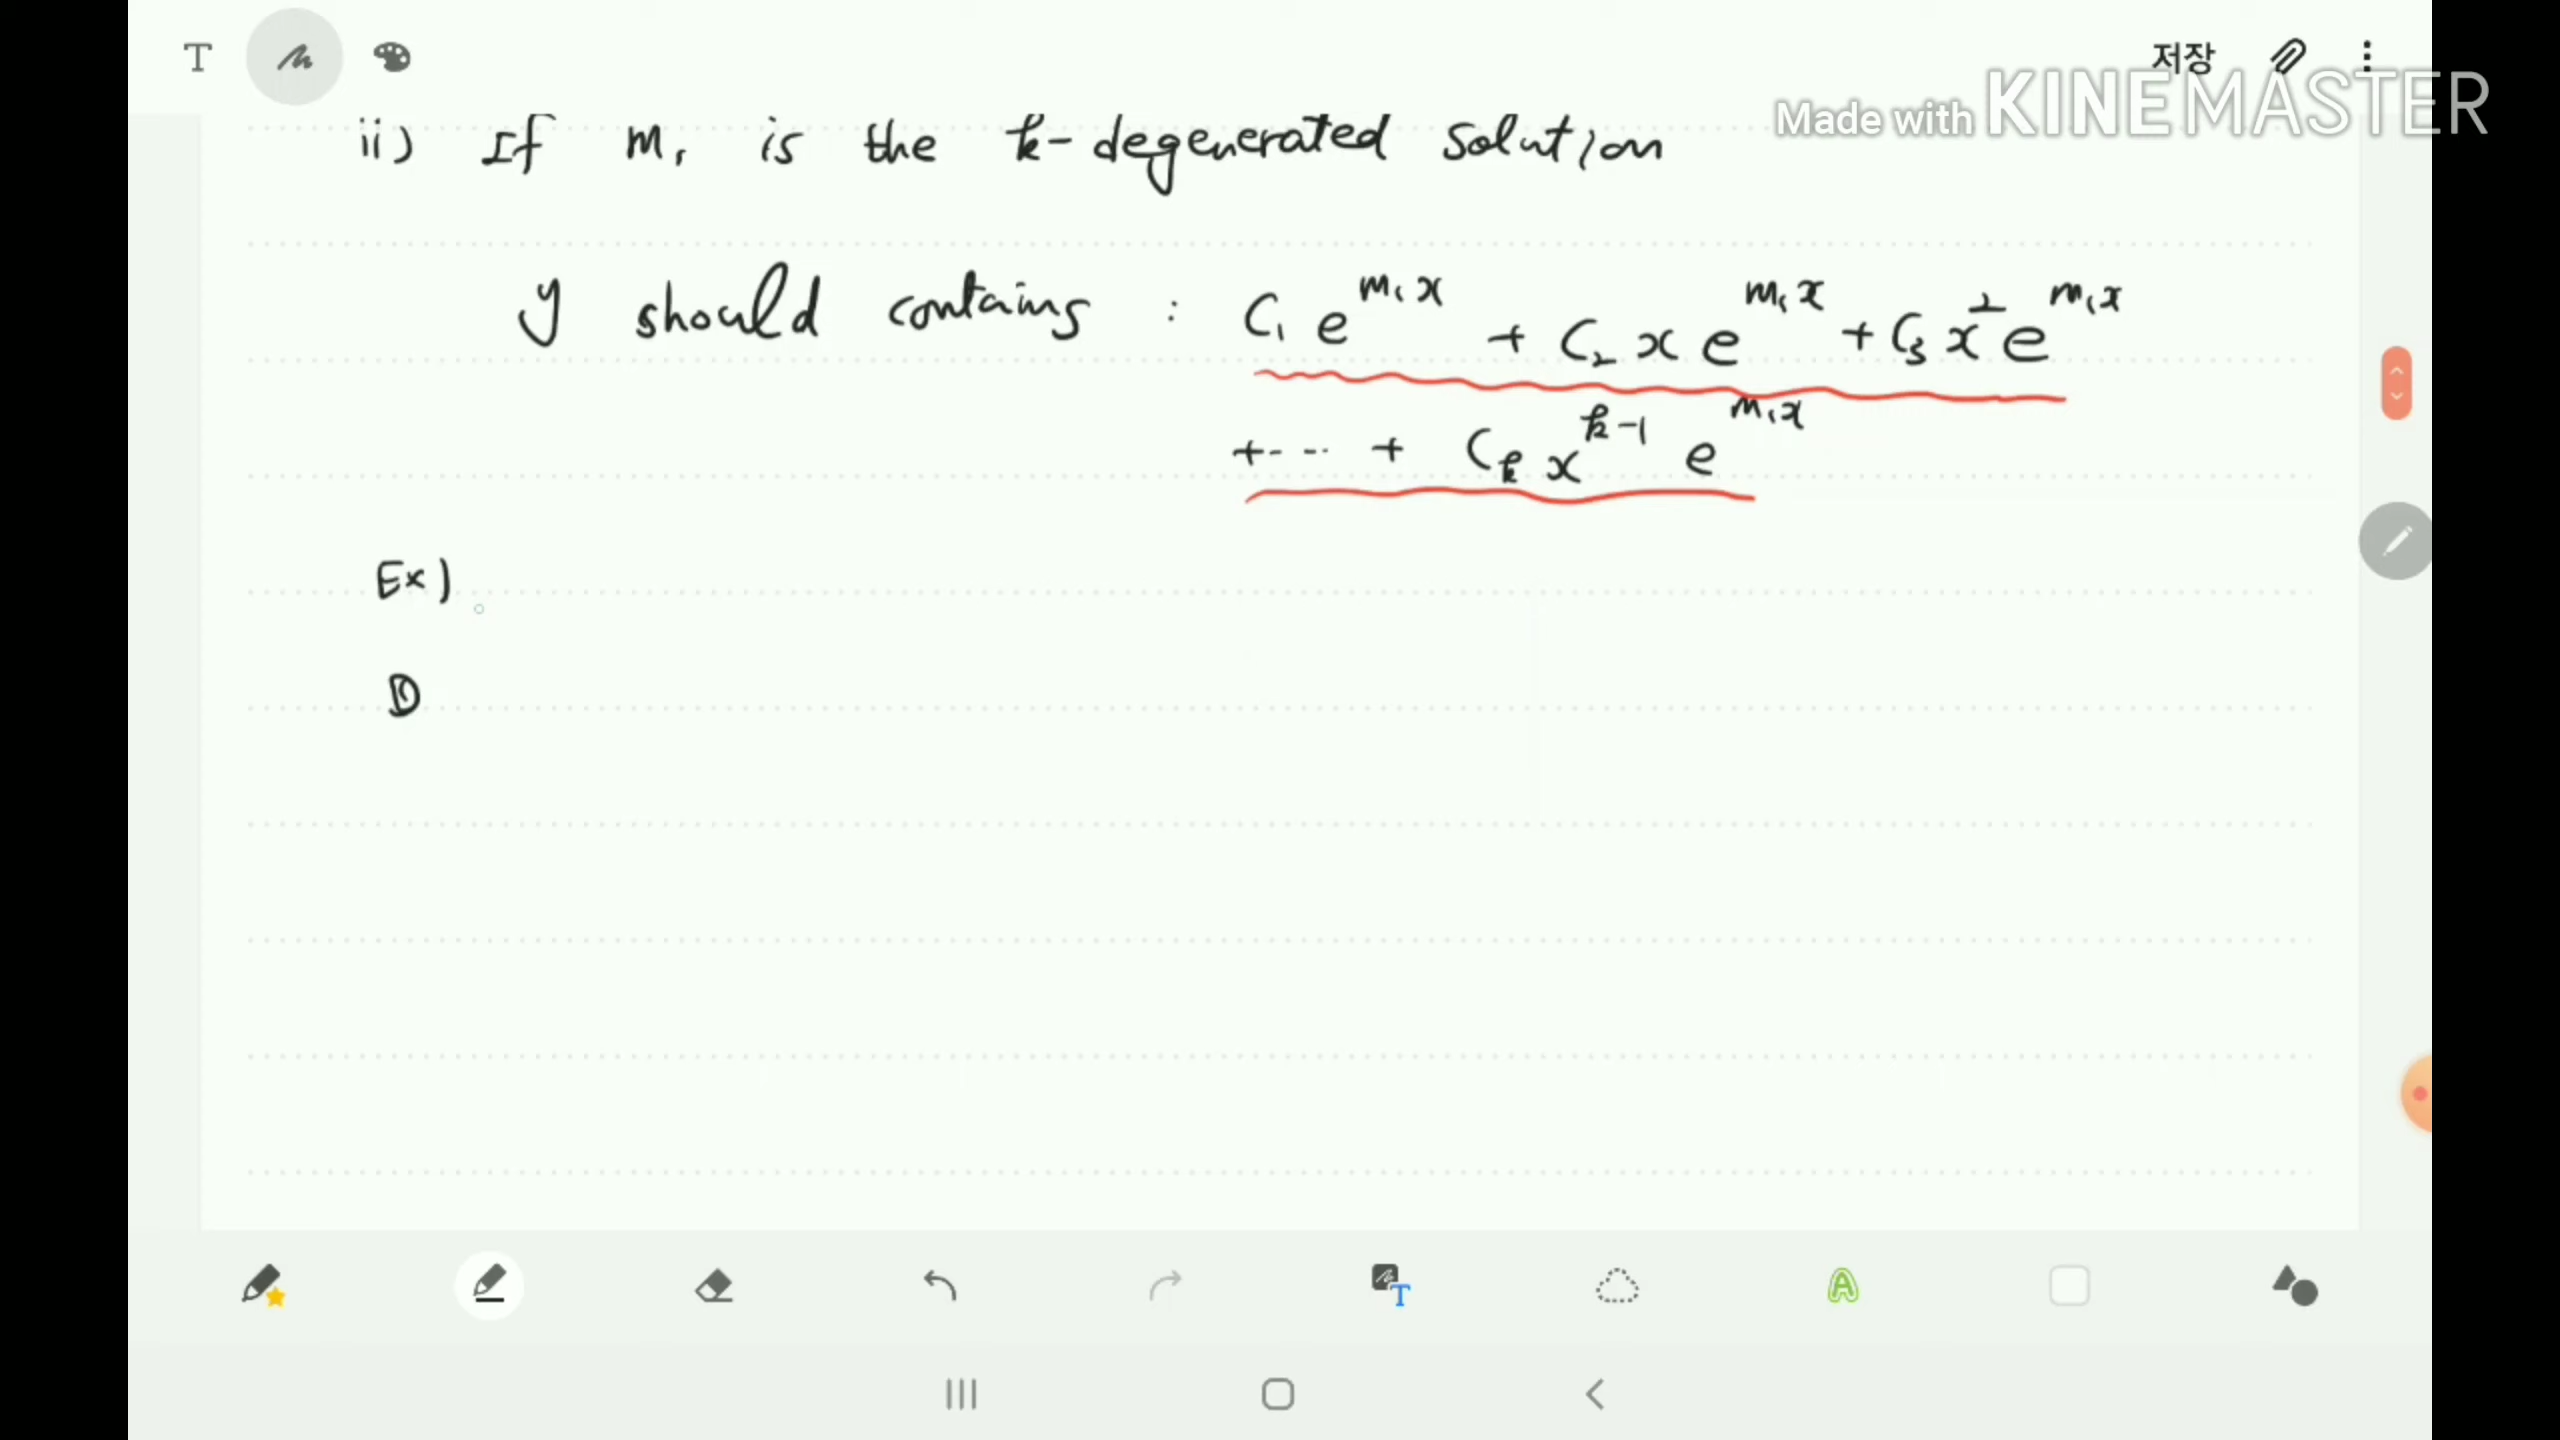 T
저장
Made with KINEMASTER
ii) If m₁ is the k-degenerated solution
y should contains : C₁ e^{m₁x} + C₂ x e^{m₁x} + C₃ x² e^{m₁x}
+ ⋯ + Cₖ x^{k-1} e^{m₁x}
Ex)
①
T
A